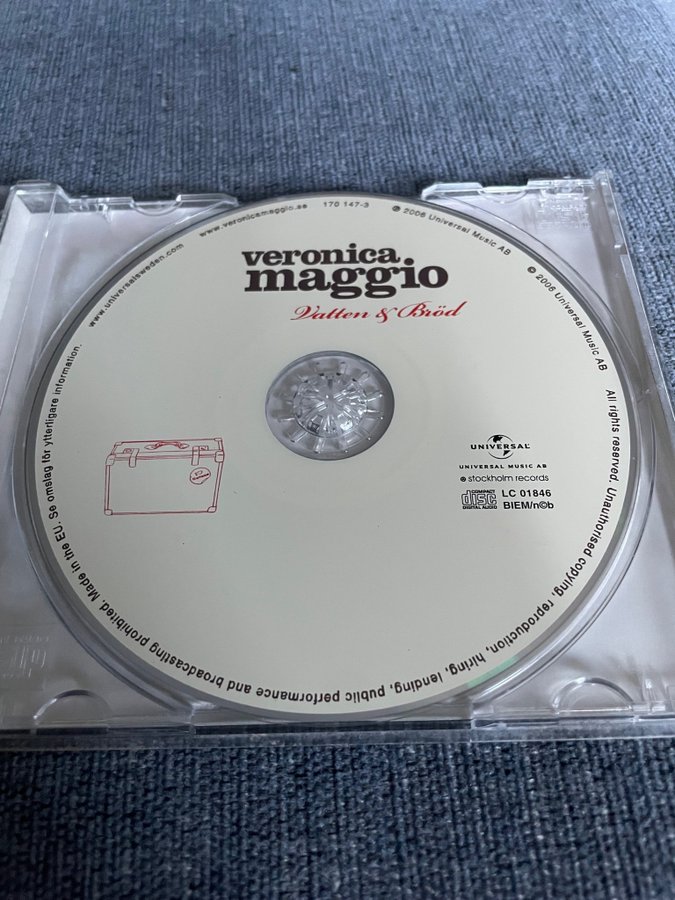 veronica
maggio
Vatten & Bröd
www.universalsweden.com www.veronicamaggio.se 170 147-3 ℗ 2006 Universal Music AB © 2006 Universal Music AB All rights reserved. Unauthorised copying, reproduction, hiring, lending, public performance and broadcasting prohibited. Made in the EU. Se omslag för ytterligare information.
UNIVERSAL
UNIVERSAL MUSIC AB
stockholm records
COMPACT
disc
DIGITAL AUDIO
LC 01846
BIEM/n©b